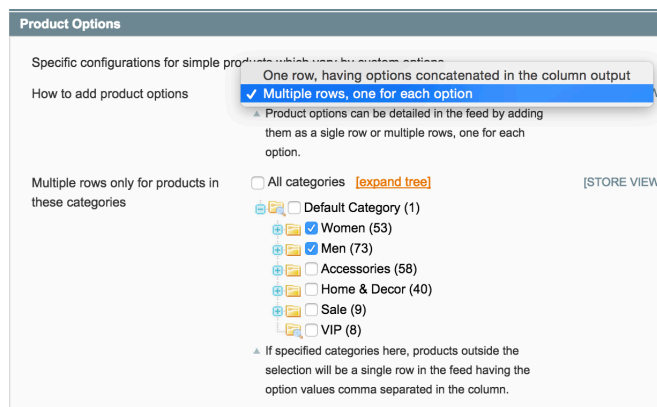 Product Options
Specific configurations for simple products which vary by custom options
One row, having options concatenated in the column output
How to add product options
✓ Multiple rows, one for each option
▲ Product options can be detailed in the feed by adding
them as a sigle row or multiple rows, one for each
option.
Multiple rows only for products in
these categories
All categories [expand tree]
[STORE VIEW
Default Category (1)
Women (53)
Men (73)
Accessories (58)
Home & Decor (40)
Sale (9)
VIP (8)
▲ If specified categories here, products outside the
selection will be a single row in the feed having the
option values comma separated in the column.